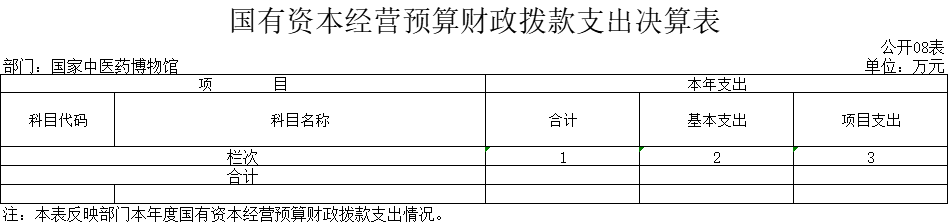 国有资本经营预算财政拨款支出决算表
公开08表
部门：国家中医药博物馆 单位：万元
项 目 本年支出
科目代码 科目名称 合计 基本支出 项目支出
栏次 1 2 3
合计
注：本表反映部门本年度国有资本经营预算财政拨款支出情况。